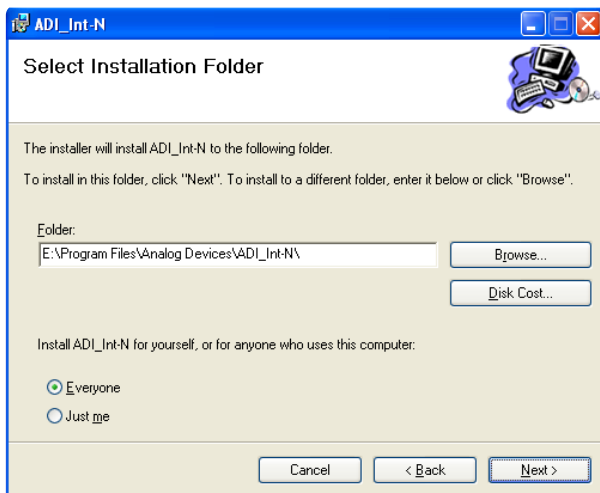 ADI_Int-N
Select Installation Folder
The installer will install ADI_Int-N to the following folder.
To install in this folder, click "Next". To install to a different folder, enter it below or click "Browse".
Folder:
E:\Program Files\Analog Devices\ADI_Int-N\
Browse...
Disk Cost...
Install ADI_Int-N for yourself, or for anyone who uses this computer:
Everyone
Just me
Cancel
< Back
Next >